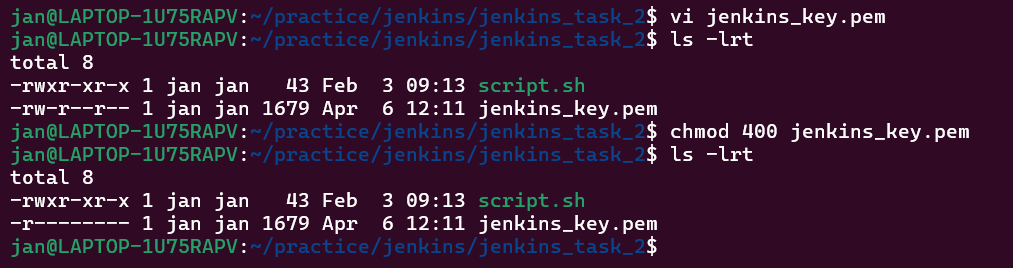 jan@LAPTOP-1U75RAPV:~/practice/jenkins/jenkins_task_2$ vi jenkins_key.pem
jan@LAPTOP-1U75RAPV:~/practice/jenkins/jenkins_task_2$ ls -lrt
total 8
-rwxr-xr-x 1 jan jan   43 Feb  3 09:13 script.sh
-rw-r--r-- 1 jan jan 1679 Apr  6 12:11 jenkins_key.pem
jan@LAPTOP-1U75RAPV:~/practice/jenkins/jenkins_task_2$ chmod 400 jenkins_key.pem
jan@LAPTOP-1U75RAPV:~/practice/jenkins/jenkins_task_2$ ls -lrt
total 8
-rwxr-xr-x 1 jan jan   43 Feb  3 09:13 script.sh
-r-------- 1 jan jan 1679 Apr  6 12:11 jenkins_key.pem
jan@LAPTOP-1U75RAPV:~/practice/jenkins/jenkins_task_2$